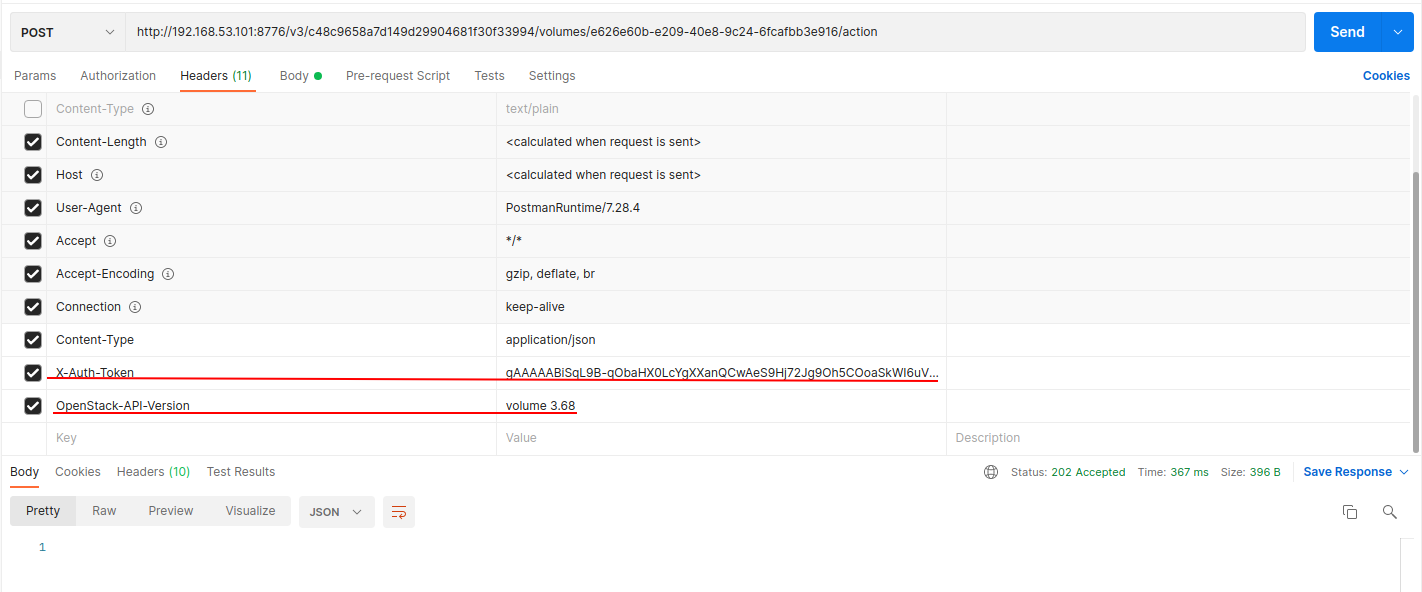 POST http://192.168.53.101:8776/v3/c48c9658a7d149d29904681f30f33994/volumes/e626e60b-e209-40e8-9c24-6fcafbb3e916/action Send
Params Authorization Headers (11) Body Pre-request Script Tests Settings Cookies
Content-Type text/plain
Content-Length <calculated when request is sent>
Host <calculated when request is sent>
User-Agent PostmanRuntime/7.28.4
Accept */*
Accept-Encoding gzip, deflate, br
Connection keep-alive
Content-Type application/json
X-Auth-Token gAAAAABiSqL9B-qObaHX0LcYgXXanQCwAeS9Hj72Jg9Oh5COoaSkWl6uV...
OpenStack-API-Version volume 3.68
Key Value Description
Body Cookies Headers (10) Test Results Status: 202 Accepted Time: 367 ms Size: 396 B Save Response
Pretty Raw Preview Visualize JSON
1